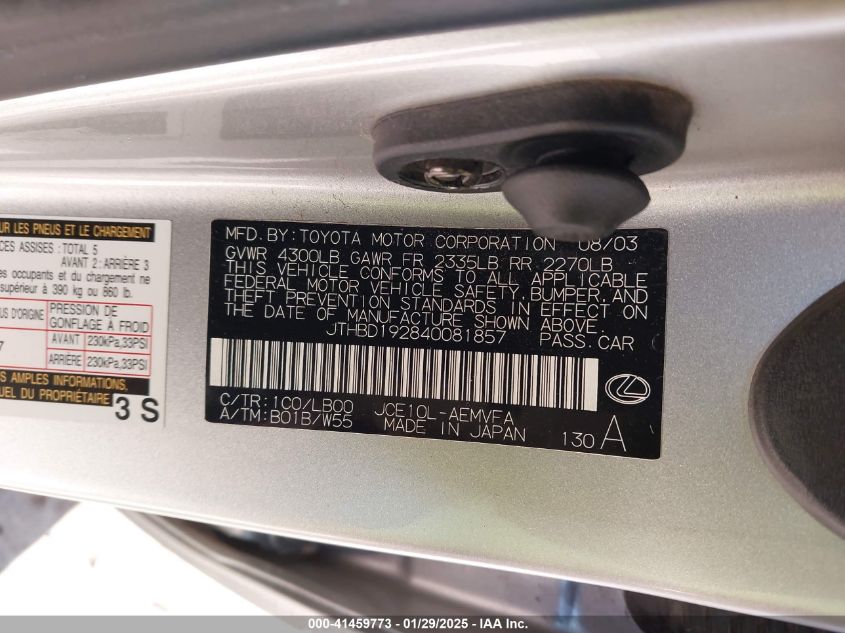 UR LES PNEUS ET LE CHARGEMENT
CES ASSISES : TOTAL 5
AVANT 2 : ARRIÈRE 3
es occupants et du chargement
supérieur à 390 kg ou 860 lb.
US D'ORIGINE
PRESSION DE GONFLAGE À FROID
7
AVANT 230kPa,33PSI
ARRIÈRE 230kPa,33PSI
S AMPLES INFORMATIONS.
UEL DU PROPRIÉTAIRE
3 S
MFD. BY: TOYOTA MOTOR CORPORATION 08/03
GVWR 4300LB GAWR FR 2335LB RR 2270LB
THIS VEHICLE CONFORMS TO ALL APPLICABLE
FEDERAL MOTOR VEHICLE SAFETY, BUMPER, AND
THEFT PREVENTION STANDARDS IN EFFECT ON
THE DATE OF MANUFACTURE SHOWN ABOVE.
JTHBD192840081857 PASS. CAR
C/TR: 1C0/LB00 JCE10L-AEMVFA
A/TM: B01B/W55 MADE IN JAPAN 130 A
000-41459773 - 01/29/2025 - IAA Inc.